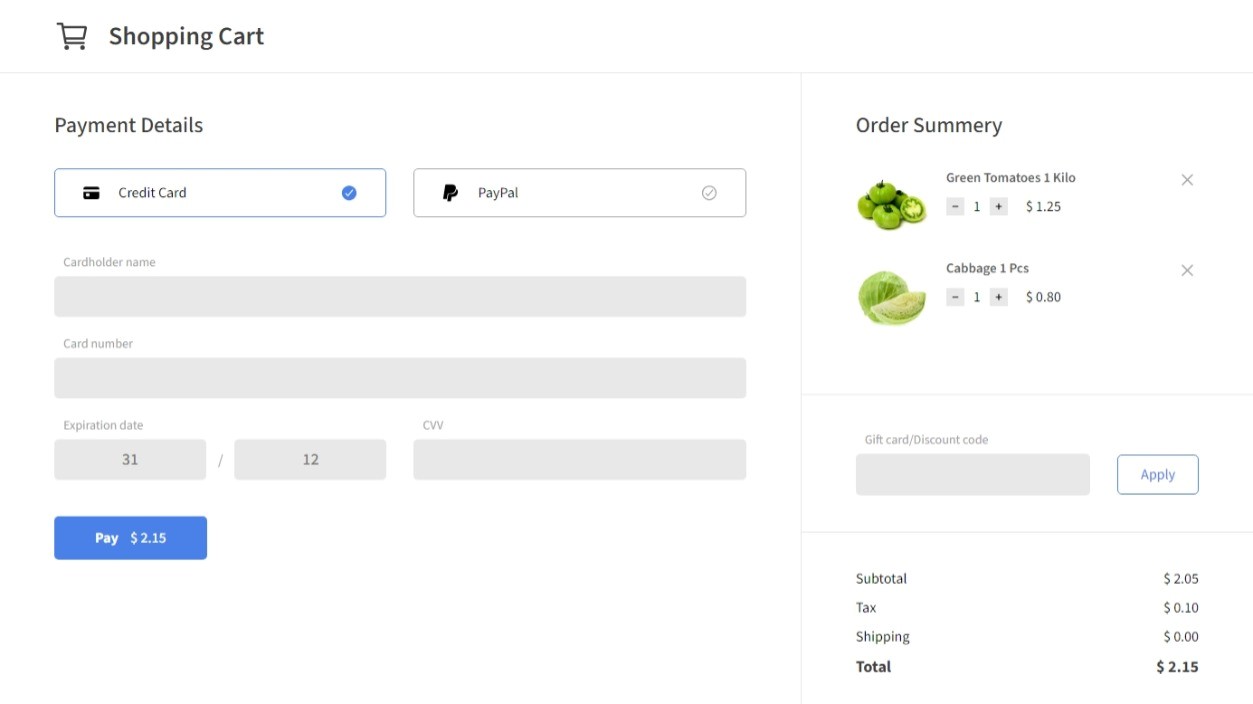 Shopping Cart
Payment Details
Credit Card
PayPal
Cardholder name
Card number
Expiration date
CVV
31 / 12
Pay $ 2.15
Order Summery
Green Tomatoes 1 Kilo
- 1 + $ 1.25
Cabbage 1 Pcs
- 1 + $ 0.80
Gift card/Discount code
Apply
Subtotal $ 2.05
Tax $ 0.10
Shipping $ 0.00
Total $ 2.15